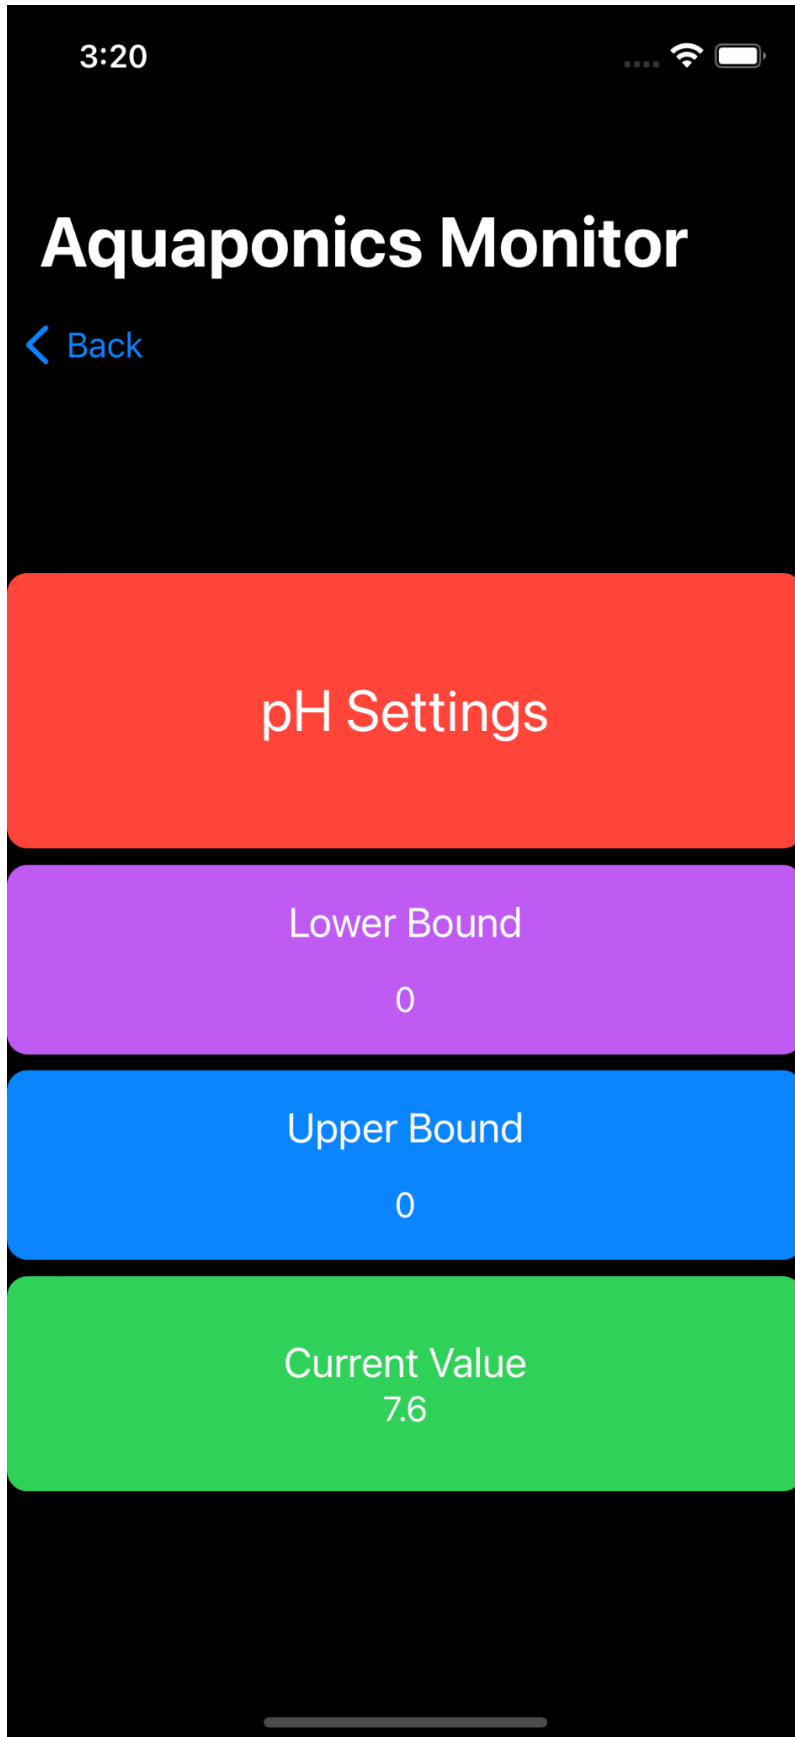 3:20
Aquaponics Monitor
Back
pH Settings
Lower Bound
0
Upper Bound
0
Current Value
7.6